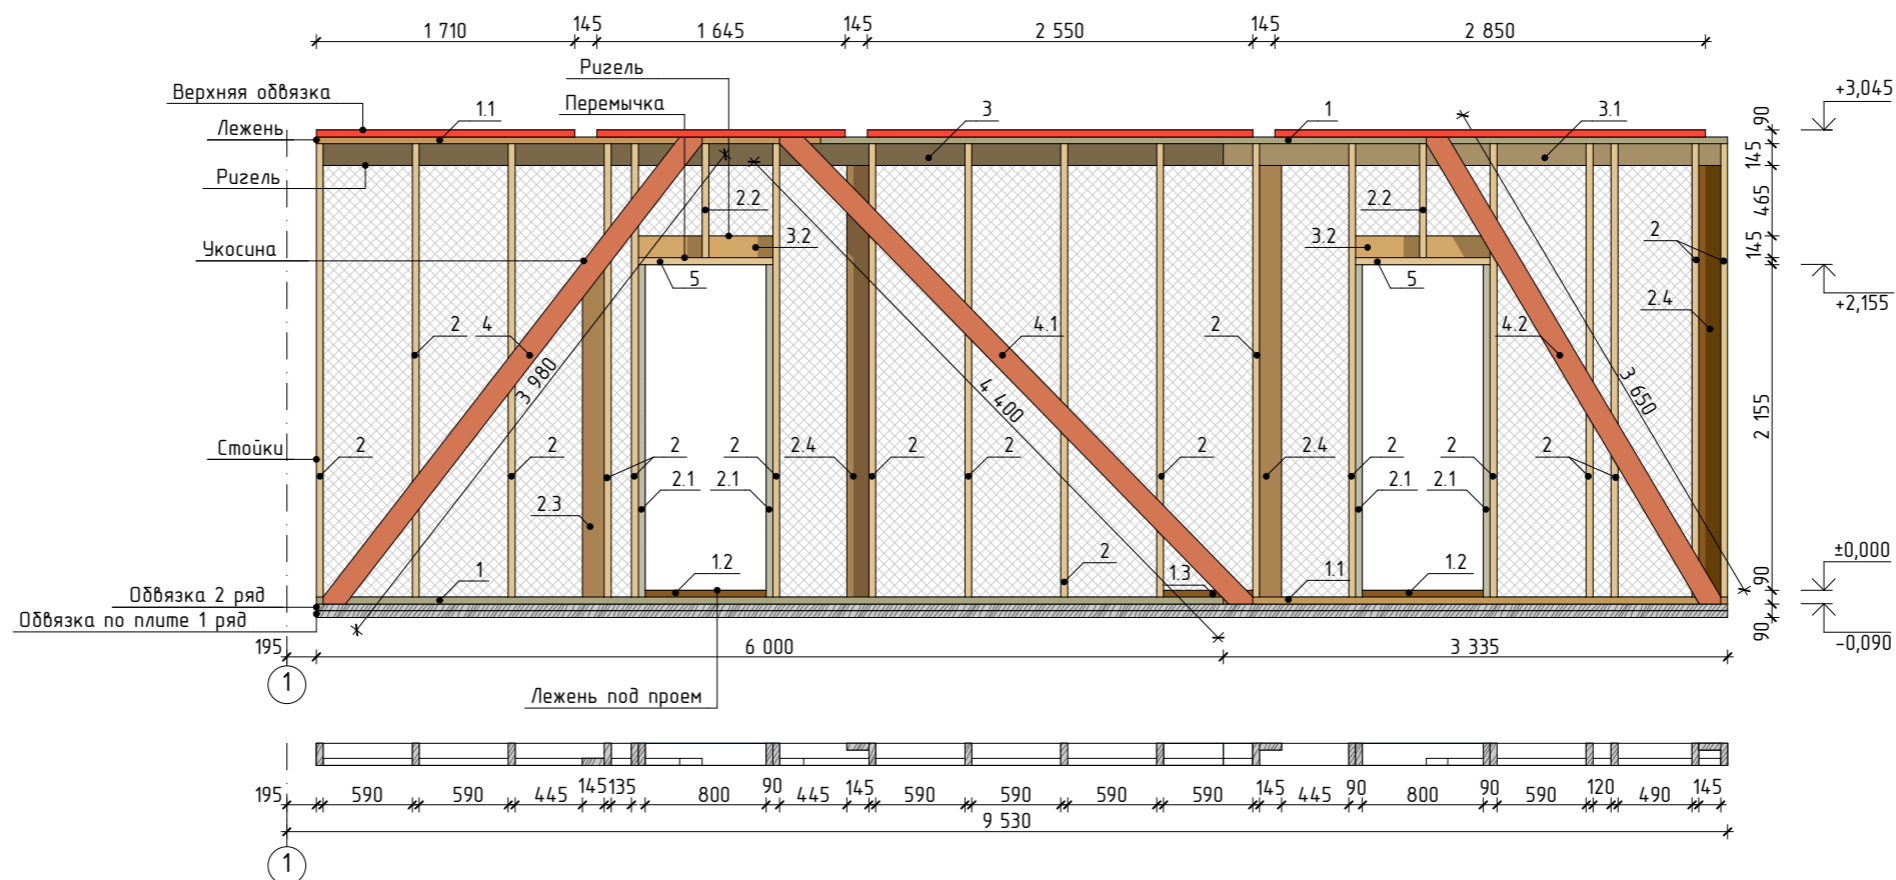 1 710 145 1 645 145 2 550 145 2 850
Ригель
Верхняя обвязка
Перемычка
1.1 3 1 3.1
Лежень
Ригель
+3,045
90
145
465
145
2 155
90
90
2.2 2.2
3.2 3.2
2
Укосина
5 5
+2,155
2.4
2 4 4.1 2 4.2
3 980 4 400 3 650
Стойки
2 2 2 2 2.4 2 2 2 2.4 2 2 2
2.1 2.1 2.1 2.1
2.3
2
1.2 1.3 1.2
±0,000
1 1.1
Обвязка 2 ряд
Обвязка по плите 1 ряд
-0,090
195 6 000 3 335
1
Лежень под проем
195 590 590 445 145 135 800 90 445 145 590 590 590 590 145 445 90 800 90 590 120 490 145
9 530
1